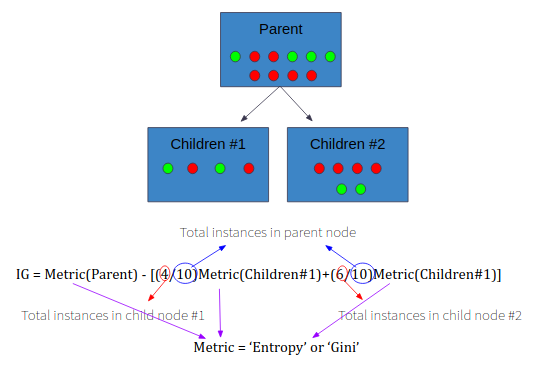 Parent
Children #1
Children #2
Total instances in parent node
IG = Metric(Parent) - [(4/10)Metric(Children#1)+(6/10)Metric(Children#1)]
Total instances in child node #1
Total instances in child node #2
Metric = ‘Entropy’ or ‘Gini’